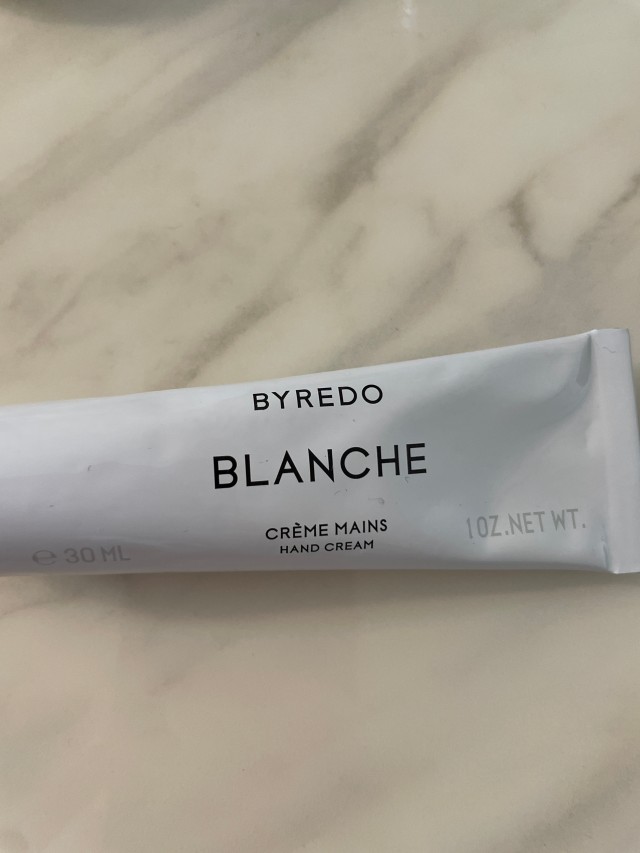 BYREDO
BLANCHE
CRÈME MAINS
HAND CREAM
℮ 30 ML
1 OZ.NET WT.